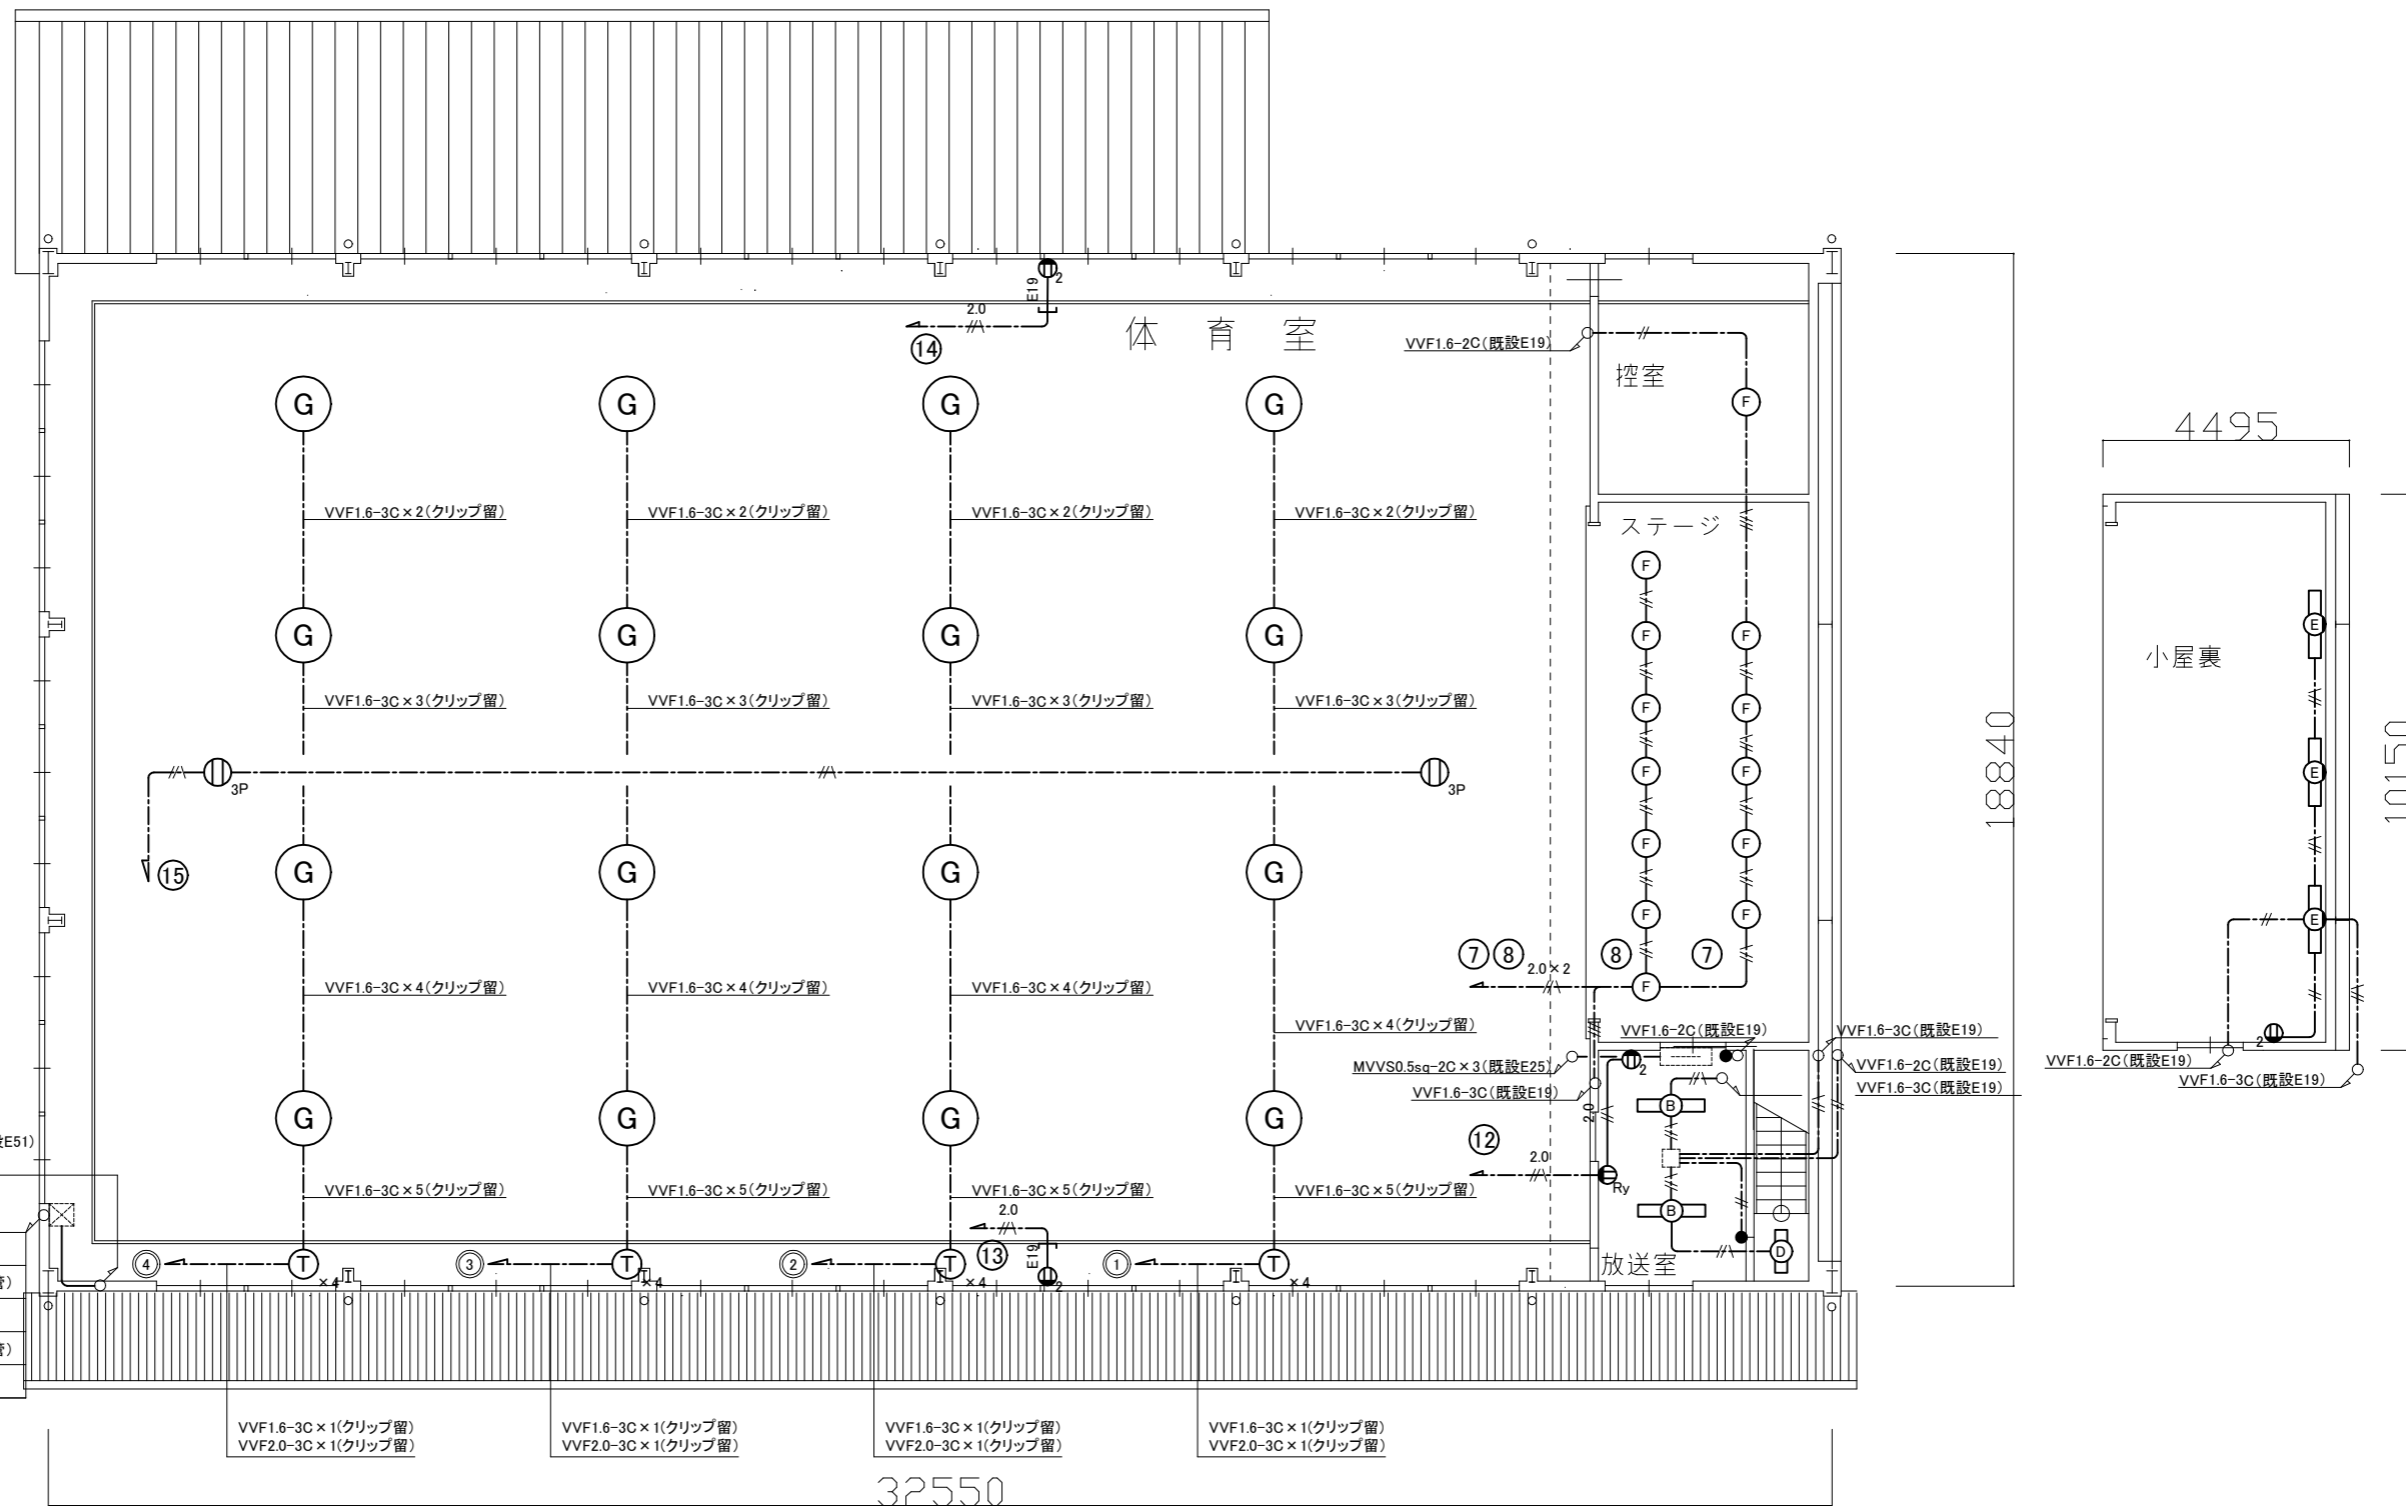 E19
2
2.0
14
体育室
VVF1.6-2C(既設E19)
控室
F
4495
G
G
G
G
VVF1.6-3C×2(クリップ留)
VVF1.6-3C×2(クリップ留)
VVF1.6-3C×2(クリップ留)
VVF1.6-3C×2(クリップ留)
ステージ
F
G
G
G
G
F
F
E
小屋裏
VVF1.6-3C×3(クリップ留)
VVF1.6-3C×3(クリップ留)
VVF1.6-3C×3(クリップ留)
VVF1.6-3C×3(クリップ留)
F
F
18840
10150
3P
3P
F
F
E
15
G
G
G
G
F
F
F
F
E
7
8
8
7
2.0×2
F
VVF1.6-3C×4(クリップ留)
VVF1.6-3C×4(クリップ留)
VVF1.6-3C×4(クリップ留)
VVF1.6-3C×4(クリップ留)
VVF1.6-2C(既設E19)
VVF1.6-3C(既設E19)
2
MVVS0.5sq-2C×3(既設E25)
2
VVF1.6-2C(既設E19)
VVF1.6-2C(既設E19)
VVF1.6-3C(既設E19)
VVF1.6-3C(既設E19)
VVF1.6-3C(既設E19)
G
G
G
G
2.0
B
12
設E51)
2.0
Ry
VVF1.6-3C×5(クリップ留)
VVF1.6-3C×5(クリップ留)
VVF1.6-3C×5(クリップ留)
VVF1.6-3C×5(クリップ留)
2.0
B
13
E19
2
放送室
D
4
T
×4
3
T
×4
2
T
×4
1
T
×4
管)
管)
VVF1.6-3C×1(クリップ留)
VVF2.0-3C×1(クリップ留)
VVF1.6-3C×1(クリップ留)
VVF2.0-3C×1(クリップ留)
VVF1.6-3C×1(クリップ留)
VVF2.0-3C×1(クリップ留)
VVF1.6-3C×1(クリップ留)
VVF2.0-3C×1(クリップ留)
32550